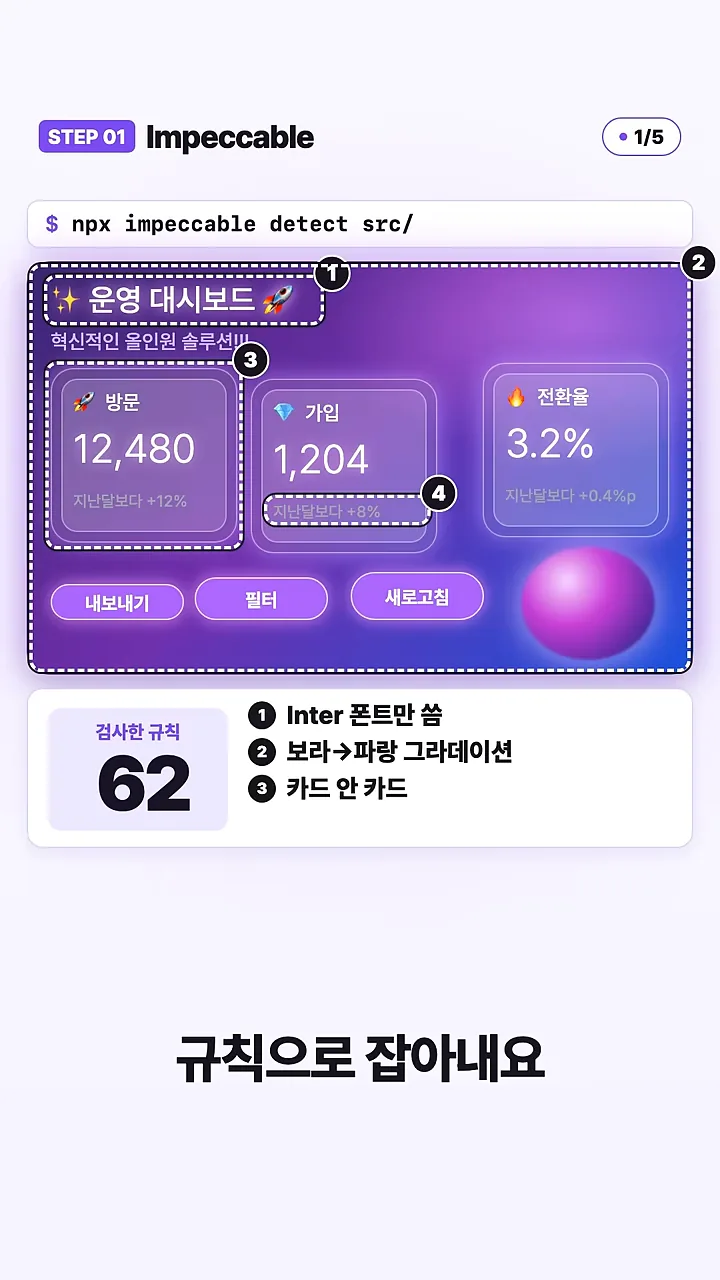 STEP 01 Impeccable
1/5
$ npx impeccable detect src/
1
2
✨ 운영 대시보드 🚀
혁신적인 올인원 솔루션!!!
3
🚀 방문
12,480
지난달보다 +12%
💎 가입
1,204
4
지난달보다 +8%
🔥 전환율
3.2%
지난달보다 +0.4%p
내보내기
필터
새로고침
검사한 규칙
62
1 Inter 폰트만 씀
2 보라→파랑 그라데이션
3 카드 안 카드
규칙으로 잡아내요